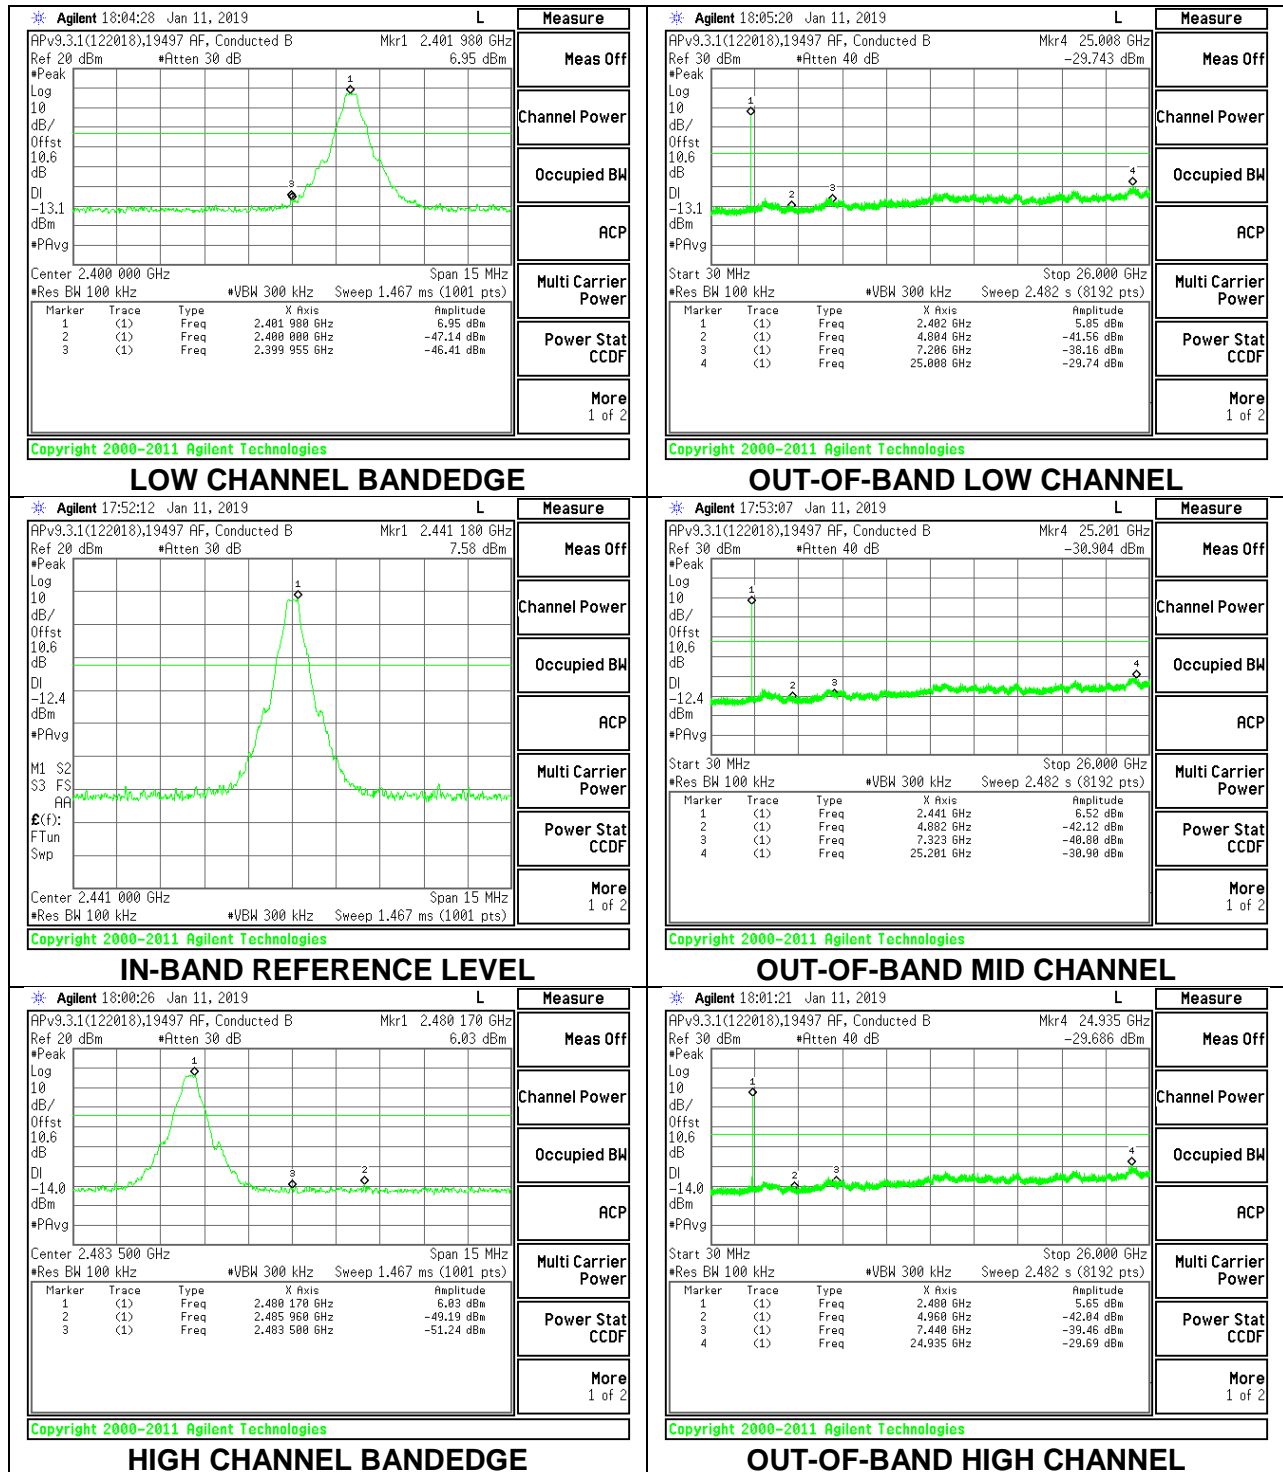 Agilent 18:04:28 Jan 11, 2019 L Measure
APv9.3.1(122018),19497 AF, Conducted B Mkr1 2.401 980 GHz
Ref 20 dBm #Atten 30 dB 6.95 dBm
#Peak
Log
10
dB/
Offst
10.6
dB
DI
-13.1
dBm
#PAvg
1
3
Center 2.400 000 GHz Span 15 MHz
#Res BW 100 kHz #VBW 300 kHz Sweep 1.467 ms (1001 pts)
Marker Trace Type X Axis Amplitude
1 (1) Freq 2.401 980 GHz 6.95 dBm
2 (1) Freq 2.400 000 GHz -47.14 dBm
3 (1) Freq 2.399 955 GHz -46.41 dBm
Meas Off
Channel Power
Occupied BW
ACP
Multi Carrier
Power
Power Stat
CCDF
More
1 of 2
Copyright 2000-2011 Agilent Technologies
LOW CHANNEL BANDEDGE
Agilent 18:05:20 Jan 11, 2019 L Measure
APv9.3.1(122018),19497 AF, Conducted B Mkr4 25.008 GHz
Ref 30 dBm #Atten 40 dB -29.743 dBm
#Peak
Log
10
dB/
Offst
10.6
dB
DI
-13.1
dBm
#PAvg
1
2
3
4
Start 30 MHz Stop 26.000 GHz
#Res BW 100 kHz #VBW 300 kHz Sweep 2.482 s (8192 pts)
Marker Trace Type X Axis Amplitude
1 (1) Freq 2.402 GHz 5.85 dBm
2 (1) Freq 4.804 GHz -41.56 dBm
3 (1) Freq 7.206 GHz -38.16 dBm
4 (1) Freq 25.008 GHz -29.74 dBm
Meas Off
Channel Power
Occupied BW
ACP
Multi Carrier
Power
Power Stat
CCDF
More
1 of 2
Copyright 2000-2011 Agilent Technologies
OUT-OF-BAND LOW CHANNEL
Agilent 17:52:12 Jan 11, 2019 L Measure
APv9.3.1(122018),19497 AF, Conducted B Mkr1 2.441 180 GHz
Ref 20 dBm #Atten 30 dB 7.58 dBm
#Peak
Log
10
dB/
Offst
10.6
dB
DI
-12.4
dBm
#PAvg
M1 S2
S3 FS
AA
£(f):
FTun
Swp
1
Center 2.441 000 GHz Span 15 MHz
#Res BW 100 kHz #VBW 300 kHz Sweep 1.467 ms (1001 pts)
Meas Off
Channel Power
Occupied BW
ACP
Multi Carrier
Power
Power Stat
CCDF
More
1 of 2
Copyright 2000-2011 Agilent Technologies
IN-BAND REFERENCE LEVEL
Agilent 17:53:07 Jan 11, 2019 L Measure
APv9.3.1(122018),19497 AF, Conducted B Mkr4 25.201 GHz
Ref 30 dBm #Atten 40 dB -30.904 dBm
#Peak
Log
10
dB/
Offst
10.6
dB
DI
-12.4
dBm
#PAvg
1
2
3
4
Start 30 MHz Stop 26.000 GHz
#Res BW 100 kHz #VBW 300 kHz Sweep 2.482 s (8192 pts)
Marker Trace Type X Axis Amplitude
1 (1) Freq 2.441 GHz 6.52 dBm
2 (1) Freq 4.882 GHz -42.12 dBm
3 (1) Freq 7.323 GHz -40.80 dBm
4 (1) Freq 25.201 GHz -30.90 dBm
Meas Off
Channel Power
Occupied BW
ACP
Multi Carrier
Power
Power Stat
CCDF
More
1 of 2
Copyright 2000-2011 Agilent Technologies
OUT-OF-BAND MID CHANNEL
Agilent 18:00:26 Jan 11, 2019 L Measure
APv9.3.1(122018),19497 AF, Conducted B Mkr1 2.480 170 GHz
Ref 20 dBm #Atten 30 dB 6.03 dBm
#Peak
Log
10
dB/
Offst
10.6
dB
DI
-14.0
dBm
#PAvg
1
3
2
Center 2.483 500 GHz Span 15 MHz
#Res BW 100 kHz #VBW 300 kHz Sweep 1.467 ms (1001 pts)
Marker Trace Type X Axis Amplitude
1 (1) Freq 2.480 170 GHz 6.03 dBm
2 (1) Freq 2.485 960 GHz -49.19 dBm
3 (1) Freq 2.483 500 GHz -51.24 dBm
Meas Off
Channel Power
Occupied BW
ACP
Multi Carrier
Power
Power Stat
CCDF
More
1 of 2
Copyright 2000-2011 Agilent Technologies
HIGH CHANNEL BANDEDGE
Agilent 18:01:21 Jan 11, 2019 L Measure
APv9.3.1(122018),19497 AF, Conducted B Mkr4 24.935 GHz
Ref 30 dBm #Atten 40 dB -29.686 dBm
#Peak
Log
10
dB/
Offst
10.6
dB
DI
-14.0
dBm
#PAvg
1
2
3
4
Start 30 MHz Stop 26.000 GHz
#Res BW 100 kHz #VBW 300 kHz Sweep 2.482 s (8192 pts)
Marker Trace Type X Axis Amplitude
1 (1) Freq 2.480 GHz 5.65 dBm
2 (1) Freq 4.960 GHz -42.04 dBm
3 (1) Freq 7.440 GHz -39.46 dBm
4 (1) Freq 24.935 GHz -29.69 dBm
Meas Off
Channel Power
Occupied BW
ACP
Multi Carrier
Power
Power Stat
CCDF
More
1 of 2
Copyright 2000-2011 Agilent Technologies
OUT-OF-BAND HIGH CHANNEL